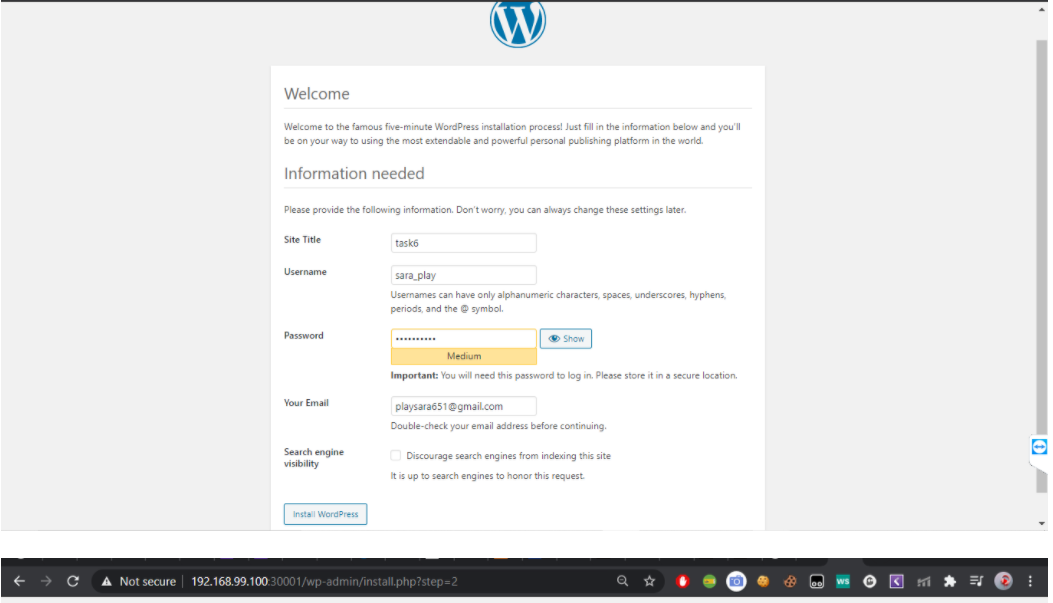 Welcome
Welcome to the famous five-minute WordPress installation process! Just fill in the information below and you'll
be on your way to using the most extendable and powerful personal publishing platform in the world.
Information needed
Please provide the following information. Don't worry, you can always change these settings later.
Site Title
task6
Username
sara_play
Usernames can have only alphanumeric characters, spaces, underscores, hyphens,
periods, and the @ symbol.
Password
••••••••••
Show
Medium
Important: You will need this password to log in. Please store it in a secure location.
Your Email
playsara651@gmail.com
Double-check your email address before continuing.
Search engine
visibility
Discourage search engines from indexing this site
It is up to search engines to honor this request.
Install WordPress
Not secure | 192.168.99.100:30001/wp-admin/install.php?step=2